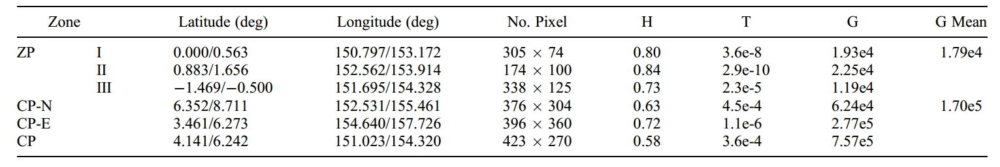 Zone Latitude (deg) Longitude (deg) No. Pixel H T G G Mean
ZP I 0.000/0.563 150.797/153.172 305 × 74 0.80 3.6e-8 1.93e4 1.79e4
II 0.883/1.656 152.562/153.914 174 × 100 0.84 2.9e-10 2.25e4
III −1.469/−0.500 151.695/154.328 338 × 125 0.73 2.3e-5 1.19e4
CP-N 6.352/8.711 152.531/155.461 376 × 304 0.63 4.5e-4 6.24e4 1.70e5
CP-E 3.461/6.273 154.640/157.726 396 × 360 0.72 1.1e-6 2.77e5
CP 4.141/6.242 151.023/154.320 423 × 270 0.58 3.6e-4 7.57e5